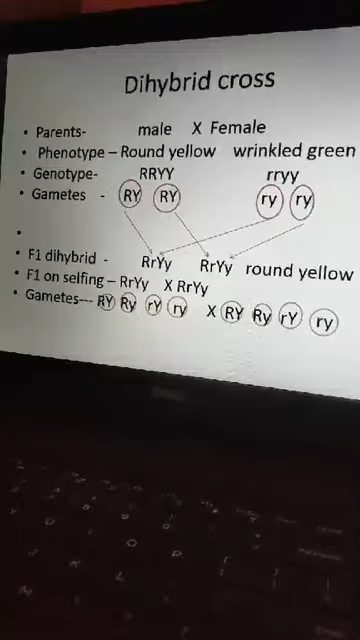 Dihybrid cross
• Parents- male X Female
• Phenotype – Round yellow wrinkled green
• Genotype- RRYY rryy
• Gametes - RY RY ry ry
•
• F1 dihybrid - RrYy RrYy round yellow
• F1 on selfing – RrYy X RrYy
• Gametes--- RY Ry rY ry X RY Ry rY ry